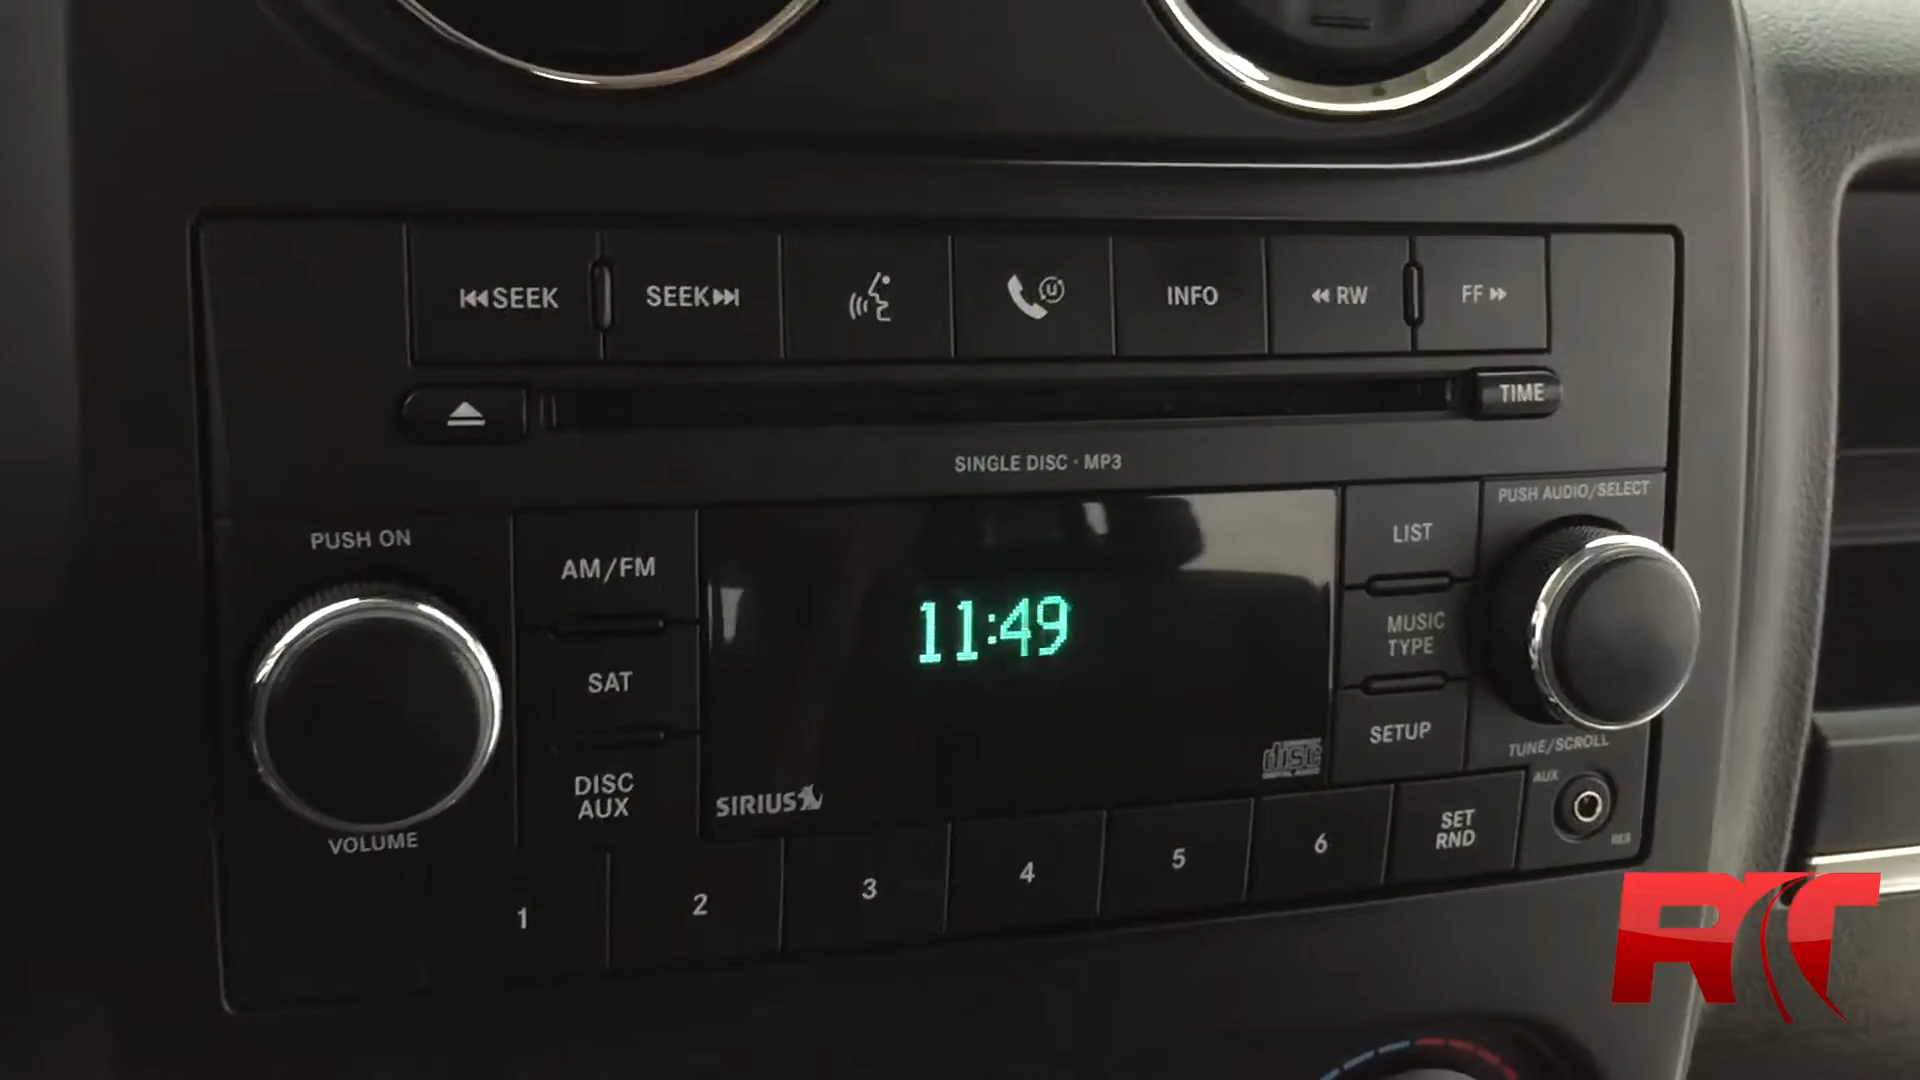 SEEK
SEEK
INFO
RW
FF
TIME
SINGLE DISC · MP3
PUSH AUDIO/SELECT
PUSH ON
AM/FM
LIST
11:49
MUSIC
TYPE
SAT
SETUP
TUNE/SCROLL
disc
AUX
DISC
AUX
SIRIUS
VOLUME
1
2
3
4
5
6
SET
RND
RT